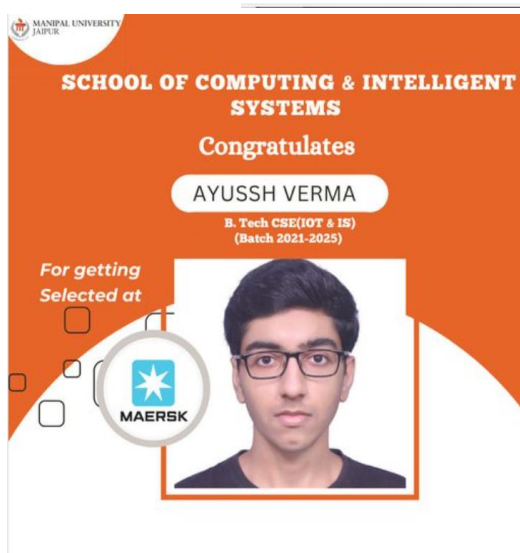 MANIPAL UNIVERSITY
JAIPUR
SCHOOL OF COMPUTING & INTELLIGENT
SYSTEMS
Congratulates
AYUSSH VERMA
B. Tech CSE(IOT & IS)
(Batch 2021-2025)
For getting
Selected at
MAERSK